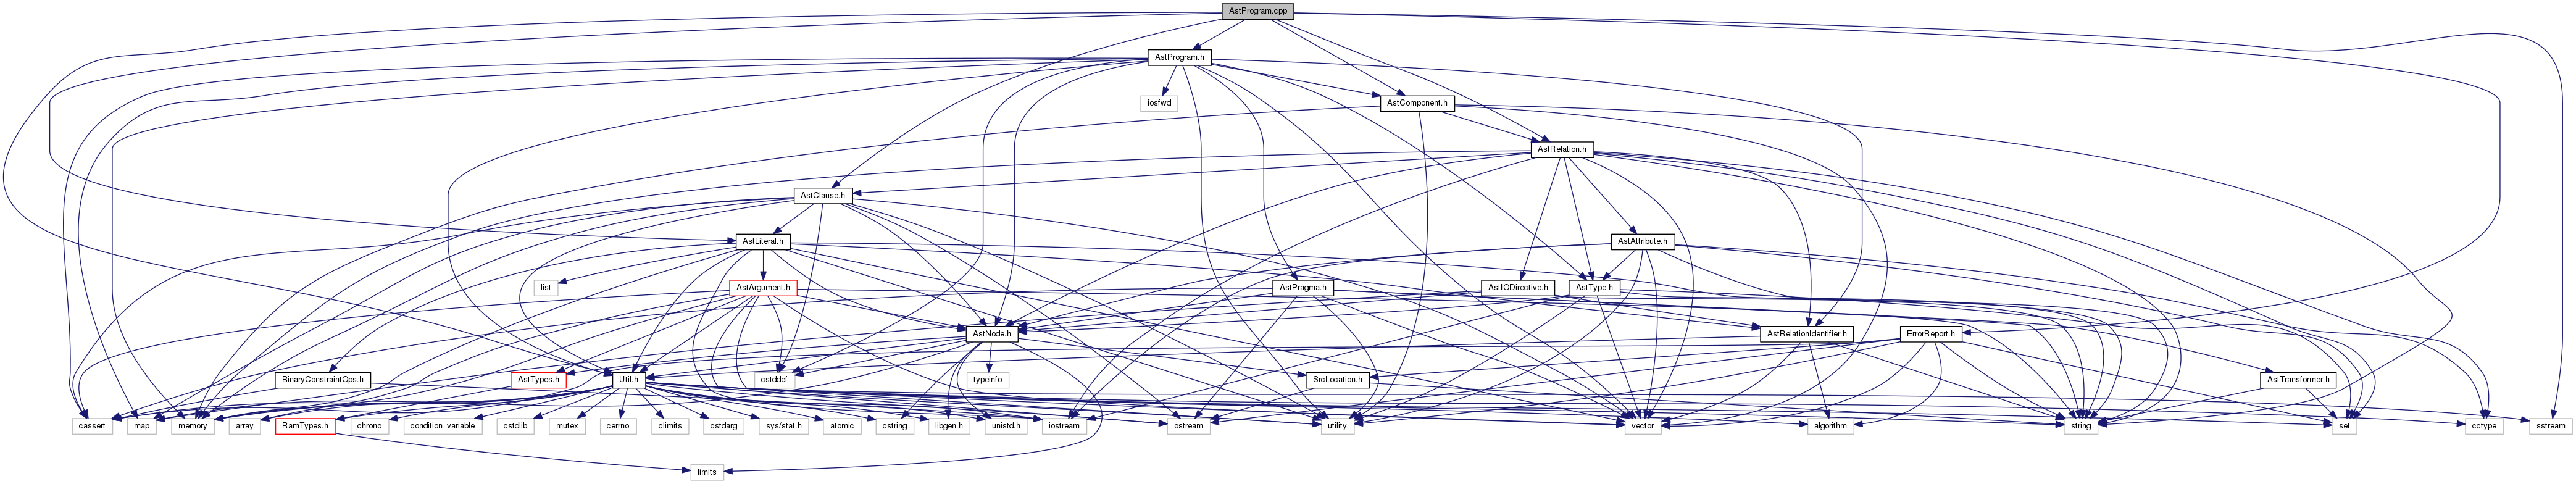 AstProgram.cpp
AstProgram.h
iosfwd
AstComponent.h
AstRelation.h
AstClause.h
AstLiteral.h
AstAttribute.h
list
AstArgument.h
AstPragma.h
AstIODirective.h
AstType.h
AstNode.h
AstRelationIdentifier.h
ErrorReport.h
BinaryConstraintOps.h
AstTypes.h
Util.h
cstddef
typeinfo
SrcLocation.h
AstTransformer.h
cassert
map
memory
array
RamTypes.h
chrono
condition_variable
cstdlib
mutex
cerrno
climits
cstdarg
sys/stat.h
atomic
cstring
libgen.h
unistd.h
iostream
ostream
utility
vector
algorithm
string
set
cctype
sstream
limits